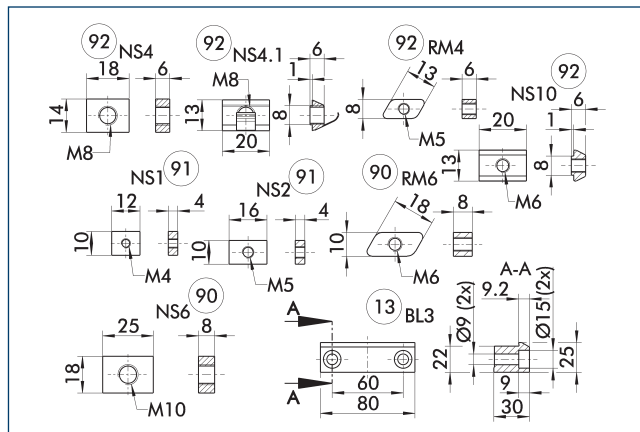 92 NS4
18
6
14
M8
92 NS4.1
6
1
M8
13
8
20
92 RM4
13
6
8
M5
92
NS10
20
6
1
13
8
M6
NS1 91
12
4
10
M4
NS2 91
16
4
10
M5
90 RM6
18
8
10
M6
NS6 90
25
8
18
M10
13 BL3
A
A
60
80
A-A
9.2
Ø9 (2x)
Ø15 (2x)
22
25
9
30